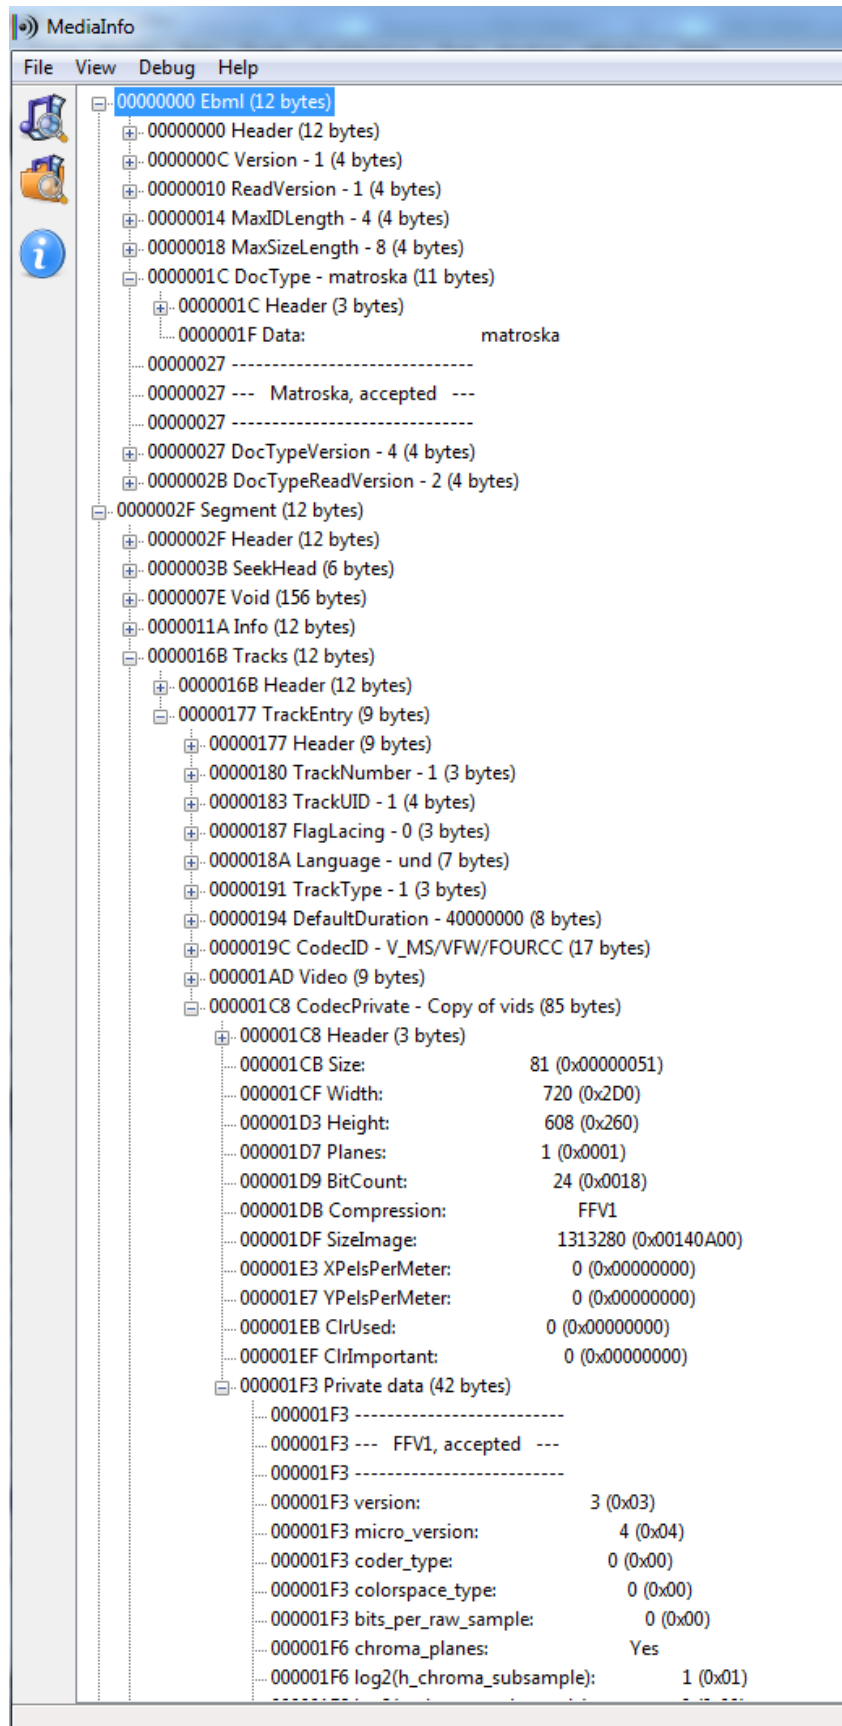 MediaInfo
File View Debug Help
00000000 Ebml (12 bytes)
00000000 Header (12 bytes)
0000000C Version - 1 (4 bytes)
00000010 ReadVersion - 1 (4 bytes)
00000014 MaxIDLength - 4 (4 bytes)
00000018 MaxSizeLength - 8 (4 bytes)
0000001C DocType - matroska (11 bytes)
0000001C Header (3 bytes)
0000001F Data: matroska
00000027 ------------------------------
00000027 --- Matroska, accepted ---
00000027 ------------------------------
00000027 DocTypeVersion - 4 (4 bytes)
0000002B DocTypeReadVersion - 2 (4 bytes)
0000002F Segment (12 bytes)
0000002F Header (12 bytes)
0000003B SeekHead (6 bytes)
0000007E Void (156 bytes)
0000011A Info (12 bytes)
0000016B Tracks (12 bytes)
0000016B Header (12 bytes)
00000177 TrackEntry (9 bytes)
00000177 Header (9 bytes)
00000180 TrackNumber - 1 (3 bytes)
00000183 TrackUID - 1 (4 bytes)
00000187 FlagLacing - 0 (3 bytes)
0000018A Language - und (7 bytes)
00000191 TrackType - 1 (3 bytes)
00000194 DefaultDuration - 40000000 (8 bytes)
0000019C CodecID - V_MS/VFW/FOURCC (17 bytes)
000001AD Video (9 bytes)
000001C8 CodecPrivate - Copy of vids (85 bytes)
000001C8 Header (3 bytes)
000001CB Size: 81 (0x00000051)
000001CF Width: 720 (0x2D0)
000001D3 Height: 608 (0x260)
000001D7 Planes: 1 (0x0001)
000001D9 BitCount: 24 (0x0018)
000001DB Compression: FFV1
000001DF SizeImage: 1313280 (0x00140A00)
000001E3 XPelsPerMeter: 0 (0x00000000)
000001E7 YPelsPerMeter: 0 (0x00000000)
000001EB ClrUsed: 0 (0x00000000)
000001EF ClrImportant: 0 (0x00000000)
000001F3 Private data (42 bytes)
000001F3 --------------------------
000001F3 --- FFV1, accepted ---
000001F3 --------------------------
000001F3 version: 3 (0x03)
000001F3 micro_version: 4 (0x04)
000001F3 coder_type: 0 (0x00)
000001F3 colorspace_type: 0 (0x00)
000001F3 bits_per_raw_sample: 0 (0x00)
000001F6 chroma_planes: Yes
000001F6 log2(h_chroma_subsample): 1 (0x01)